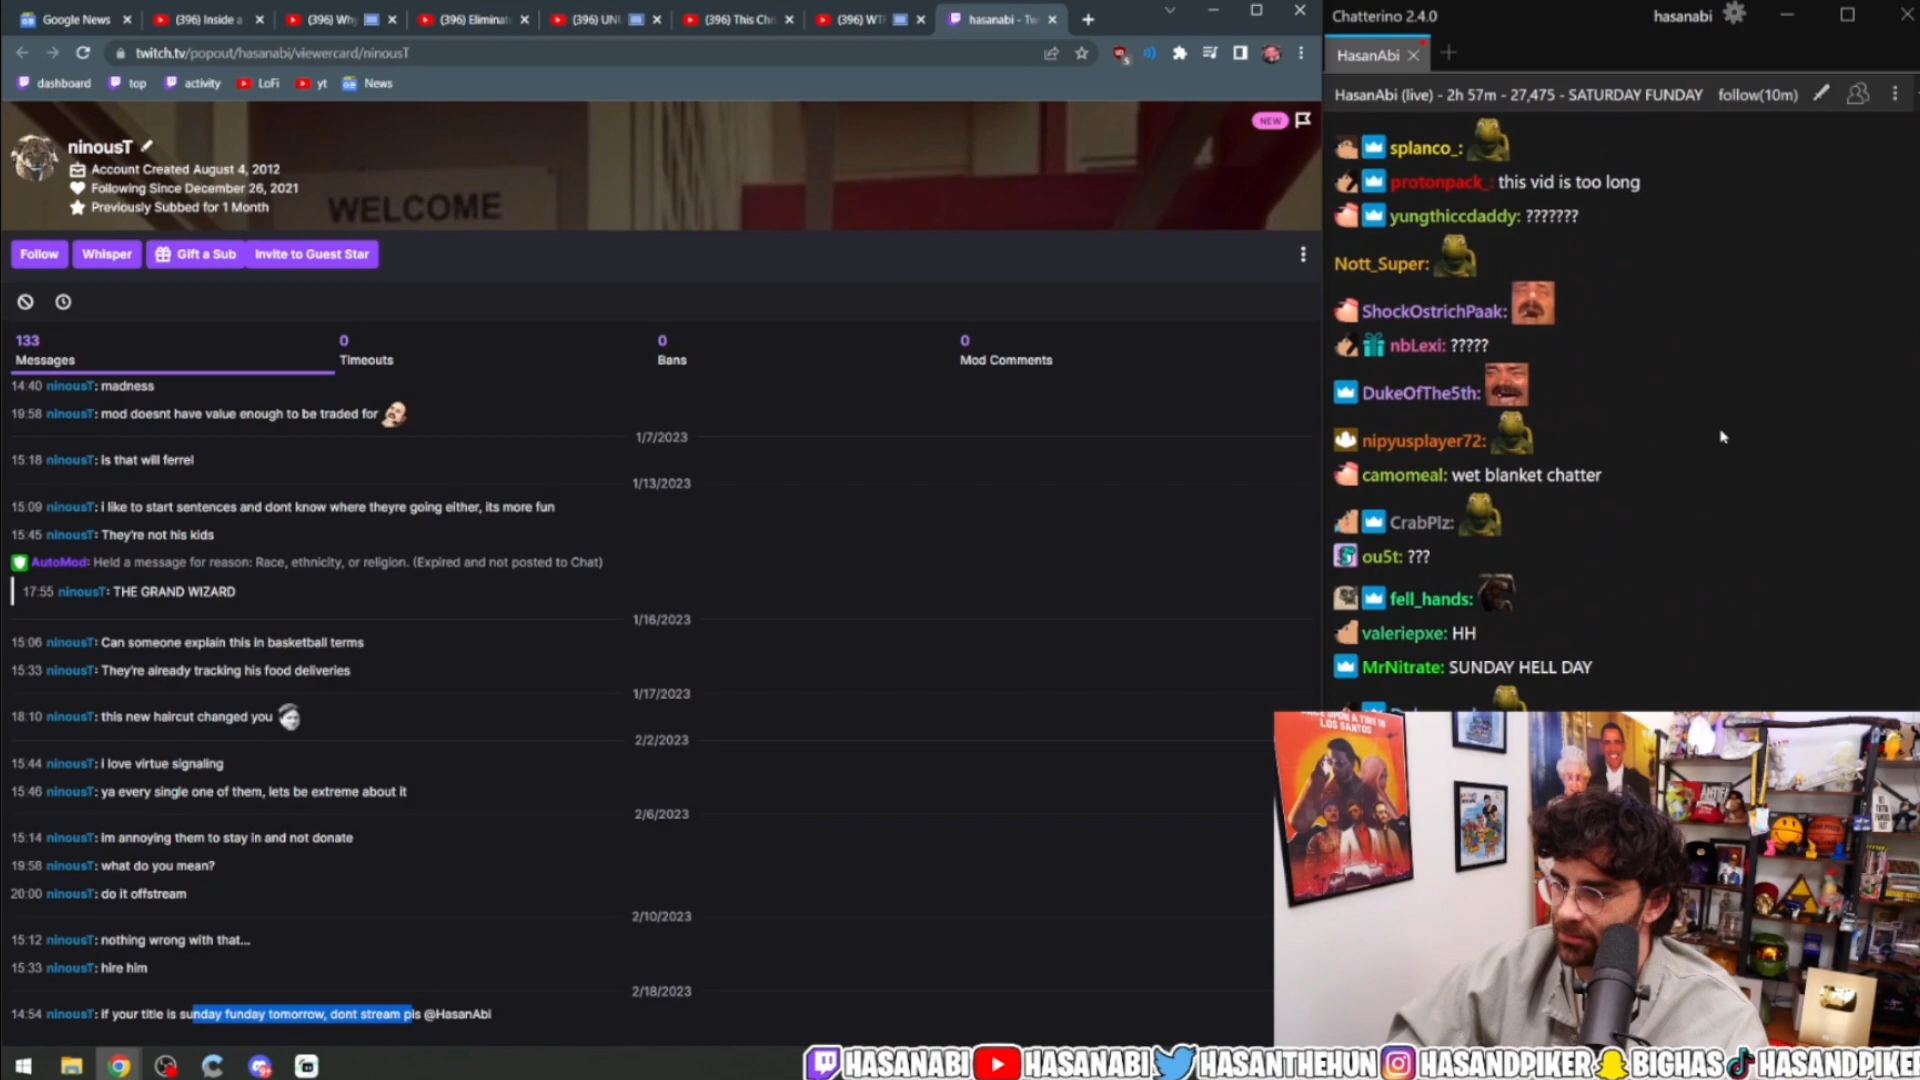 Google News
(396) Inside a
(396) Why
(396) Eliminat
(396) UN
(396) This Ch
(396) WT
hasanabi - Tw
twitch.tv/popout/hasanabi/viewercard/ninousT
dashboard
top
activity
LoFi
yt
News
WELCOME
NEW
ninousT
Account Created August 4, 2012
Following Since December 26, 2021
Previously Subbed for 1 Month
Follow
Whisper
Gift a Sub
Invite to Guest Star
133
Messages
0
Timeouts
0
Bans
0
Mod Comments
14:40 ninousT: madness
19:58 ninousT: mod doesnt have value enough to be traded for
1/7/2023
15:18 ninousT: is that will ferrel
1/13/2023
15:09 ninousT: i like to start sentences and dont know where theyre going either, its more fun
15:45 ninousT: They're not his kids
AutoMod: Held a message for reason: Race, ethnicity, or religion. (Expired and not posted to Chat)
17:55 ninousT: THE GRAND WIZARD
1/16/2023
15:06 ninousT: Can someone explain this in basketball terms
15:33 ninousT: They're already tracking his food deliveries
1/17/2023
18:10 ninousT: this new haircut changed you
2/2/2023
15:44 ninousT: i love virtue signaling
15:46 ninousT: ya every single one of them, lets be extreme about it
2/6/2023
15:14 ninousT: im annoying them to stay in and not donate
19:58 ninousT: what do you mean?
20:00 ninousT: do it offstream
2/10/2023
15:12 ninousT: nothing wrong with that...
15:33 ninousT: hire him
2/18/2023
14:54 ninousT: if your title is sunday funday tomorrow, dont stream pls @HasanAbi
Chatterino 2.4.0
hasanabi
HasanAbi
HasanAbi (live) - 2h 57m - 27,475 - SATURDAY FUNDAY
follow(10m)
splanco_:
protonpack_: this vid is too long
yungthiccdaddy: ???????
Nott_Super:
ShockOstrichPaak:
nbLexi: ?????
DukeOfThe5th:
nipyusplayer72:
camomeal: wet blanket chatter
CrabPlz:
ou5t: ???
fell_hands:
valeriepxe: HH
MrNitrate: SUNDAY HELL DAY
ONCE UPON A TIME IN
LOS SANTOS
HASANABI
HASANABI
HASANTHEHUN
HASANDPIKER
BIGHAS
HASANDPIKER